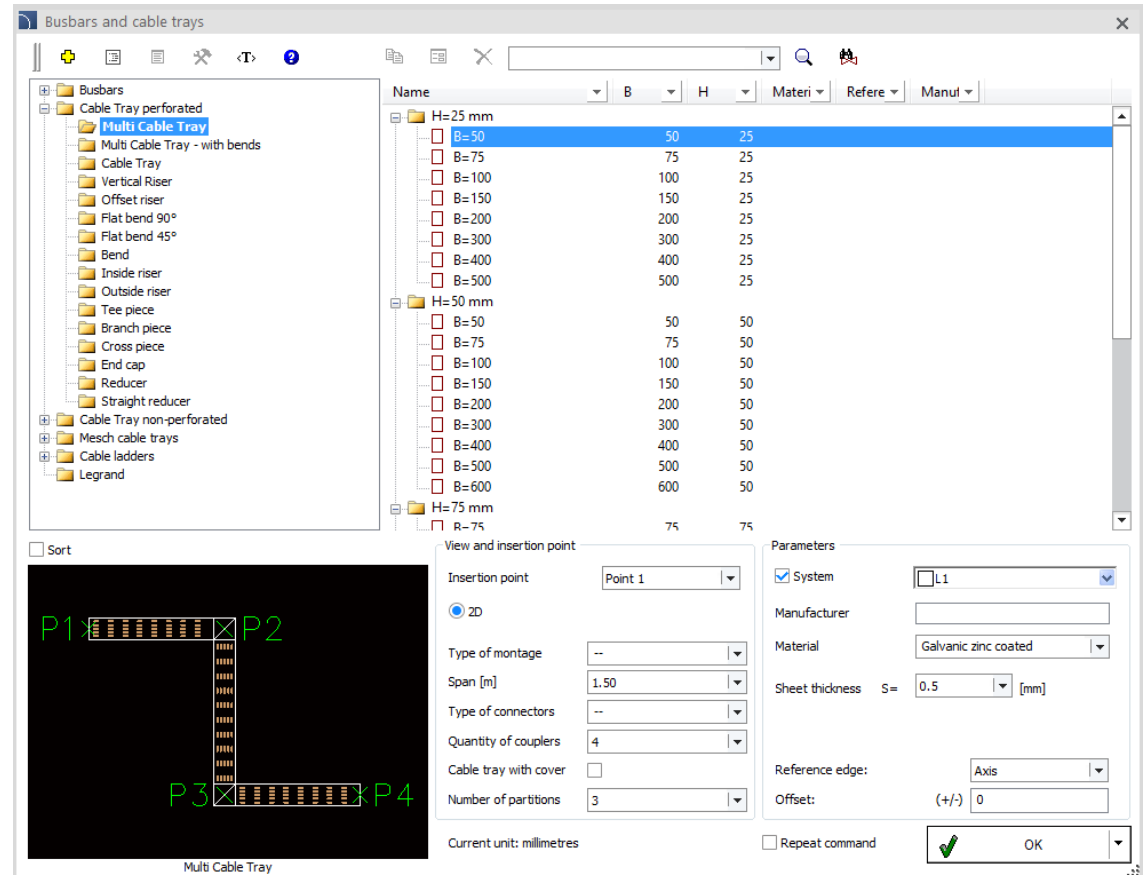 Busbars and cable trays
<T>
Busbars
Cable Tray perforated
Multi Cable Tray
Multi Cable Tray - with bends
Cable Tray
Vertical Riser
Offset riser
Flat bend 90°
Flat bend 45°
Bend
Inside riser
Outside riser
Tee piece
Branch piece
Cross piece
End cap
Reducer
Straight reducer
Cable Tray non-perforated
Mesch cable trays
Cable ladders
Legrand
Name B H Materi Refere Manuf
H=25 mm
B=50 50 25
B=75 75 25
B=100 100 25
B=150 150 25
B=200 200 25
B=300 300 25
B=400 400 25
B=500 500 25
H=50 mm
B=50 50 50
B=75 75 50
B=100 100 50
B=150 150 50
B=200 200 50
B=300 300 50
B=400 400 50
B=500 500 50
B=600 600 50
H=75 mm
B=75 75 75
Sort
P1 P2
P3 P4
Multi Cable Tray
View and insertion point
Insertion point Point 1
2D
Type of montage --
Span [m] 1.50
Type of connectors --
Quantity of couplers 4
Cable tray with cover
Number of partitions 3
Current unit: millimetres
Parameters
System L1
Manufacturer
Material Galvanic zinc coated
Sheet thickness S= 0.5 [mm]
Reference edge: Axis
Offset: (+/-) 0
Repeat command OK